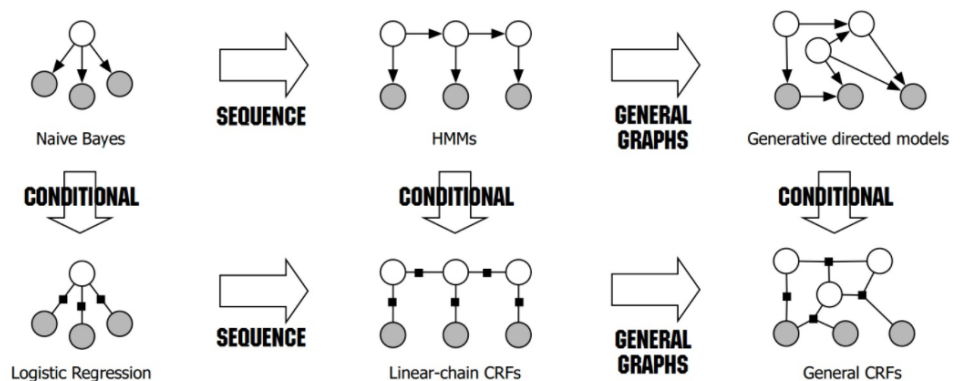 SEQUENCE
GENERAL
GRAPHS
Naive Bayes
HMMs
Generative directed models
CONDITIONAL
CONDITIONAL
CONDITIONAL
SEQUENCE
GENERAL
GRAPHS
Logistic Regression
Linear-chain CRFs
General CRFs